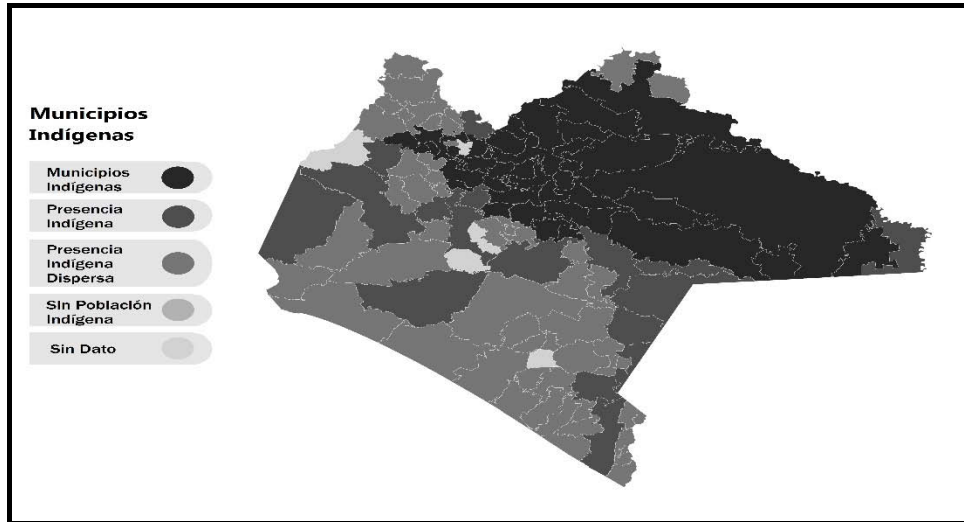 Municipios
Indígenas
Municipios
Indígenas
Presencia
Indígena
Presencia
Indígena
Dispersa
Sin Población
Indígena
Sin Dato